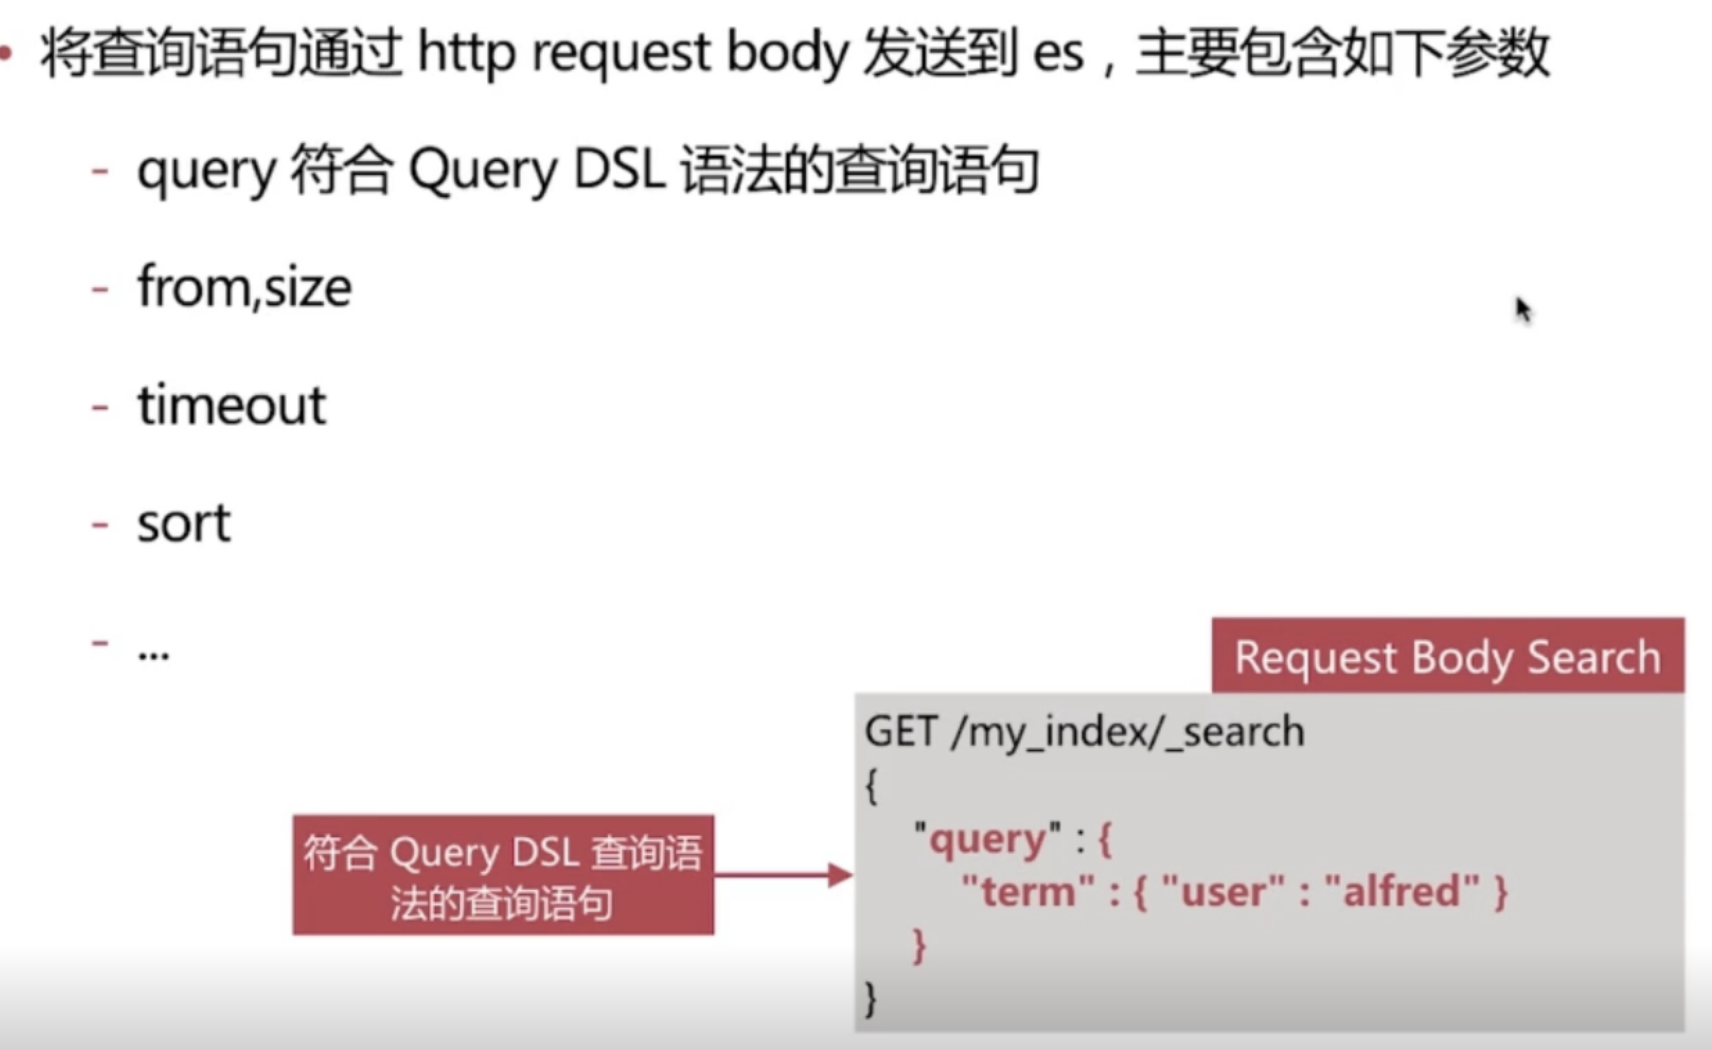 • 将查询语句通过 http request body 发送到 es，主要包含如下参数
- query 符合 Query DSL 语法的查询语句
- from,size
- timeout
- sort
- ...
Request Body Search
GET /my_index/_search
{
"query" : {
"term" : { "user" : "alfred" }
}
}
符合 Query DSL 查询语
法的查询语句